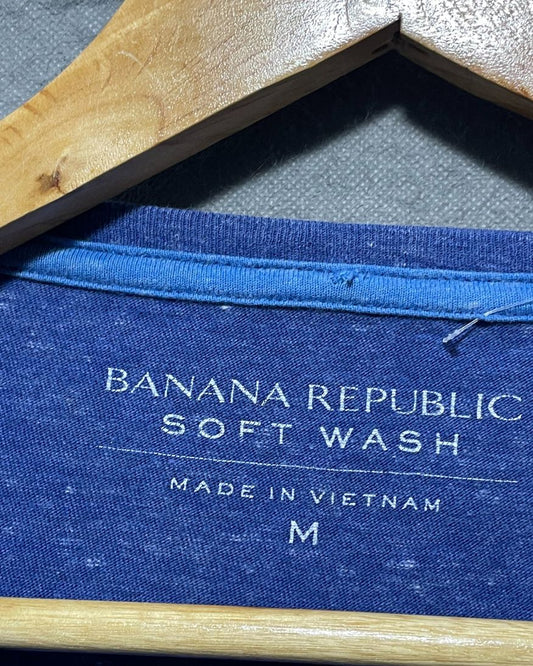 BANANA REPUBLIC
SOFT WASH
MADE IN VIETNAM
M